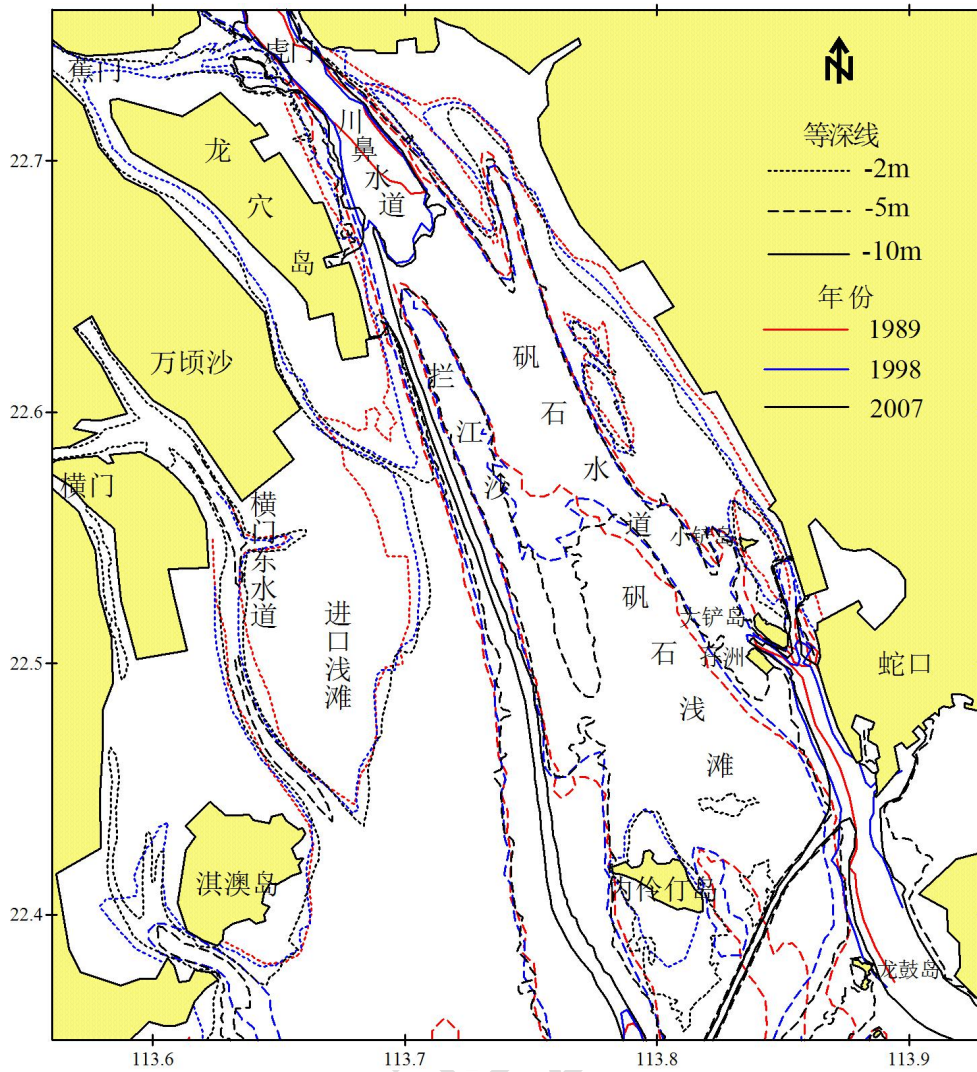 虎门
蕉门
N
川鼻水道
龙穴岛
等深线
-2m
-5m
-10m
年份
1989
1998
2007
22.7
22.6
22.5
22.4
万顷沙
横门
横门东水道
拦江沙
矾石水道
小铲岛
大铲岛
孖洲
矾石浅滩
蛇口
进口浅滩
淇澳岛
内伶仃岛
龙鼓岛
113.6
113.7
113.8
113.9